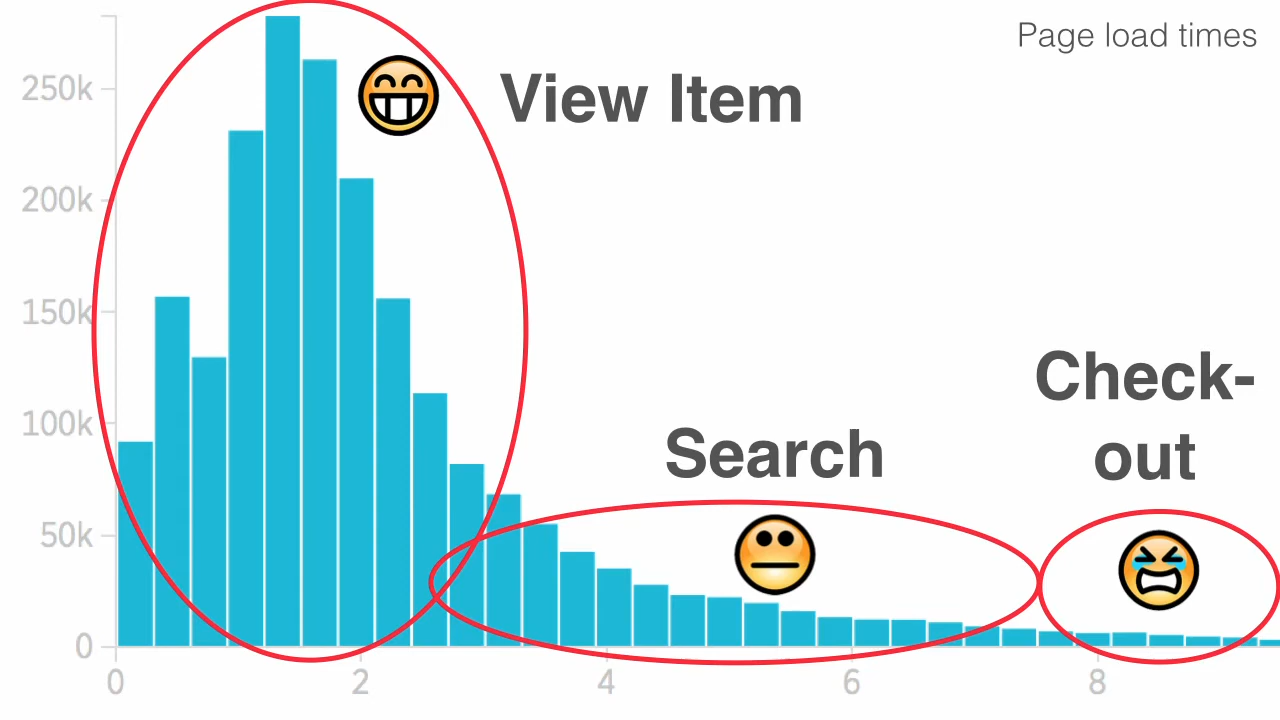 Page load times
View Item
250k
200k
150k
100k
50k
0
Search
Check-
out
0 2 4 6 8